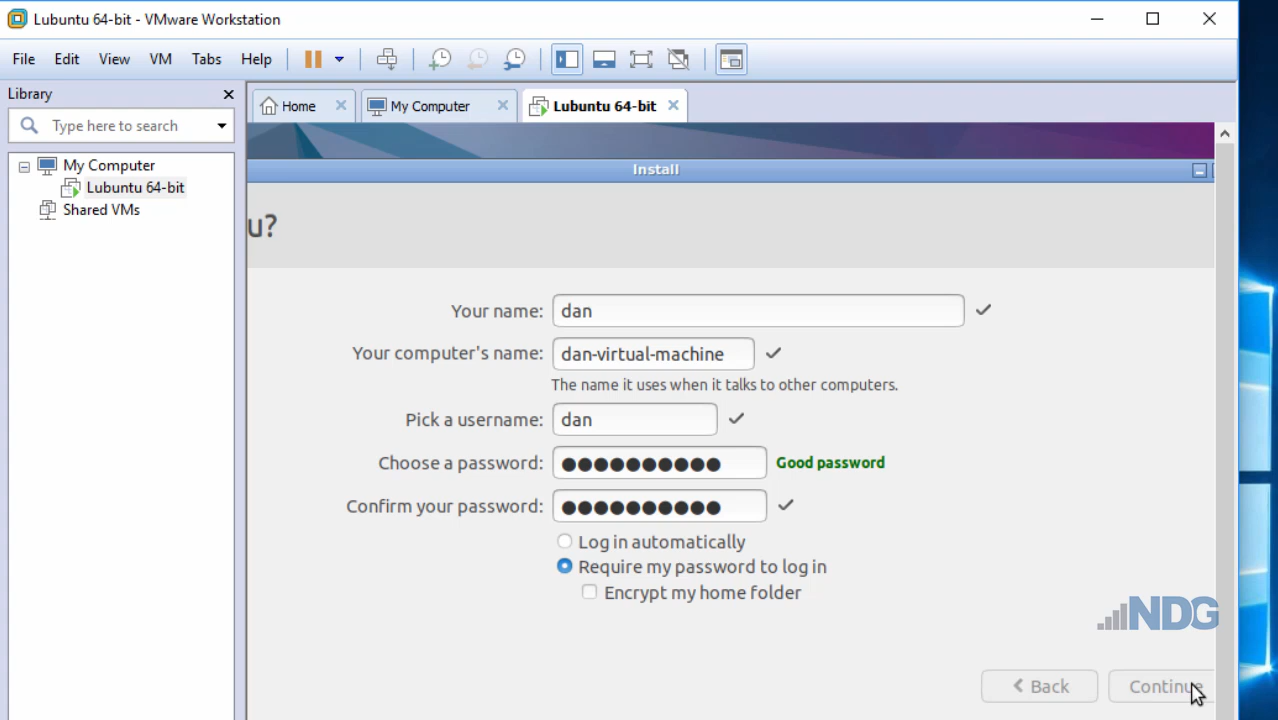 Lubuntu 64-bit - VMware Workstation
File Edit View VM Tabs Help
Library
Type here to search
Home
My Computer
Lubuntu 64-bit
My Computer
Lubuntu 64-bit
Shared VMs
Install
u?
Your name: dan
Your computer's name: dan-virtual-machine
The name it uses when it talks to other computers.
Pick a username: dan
Choose a password: ●●●●●●●●●● Good password
Confirm your password: ●●●●●●●●●●
Log in automatically
Require my password to log in
Encrypt my home folder
NDG
Back Continue